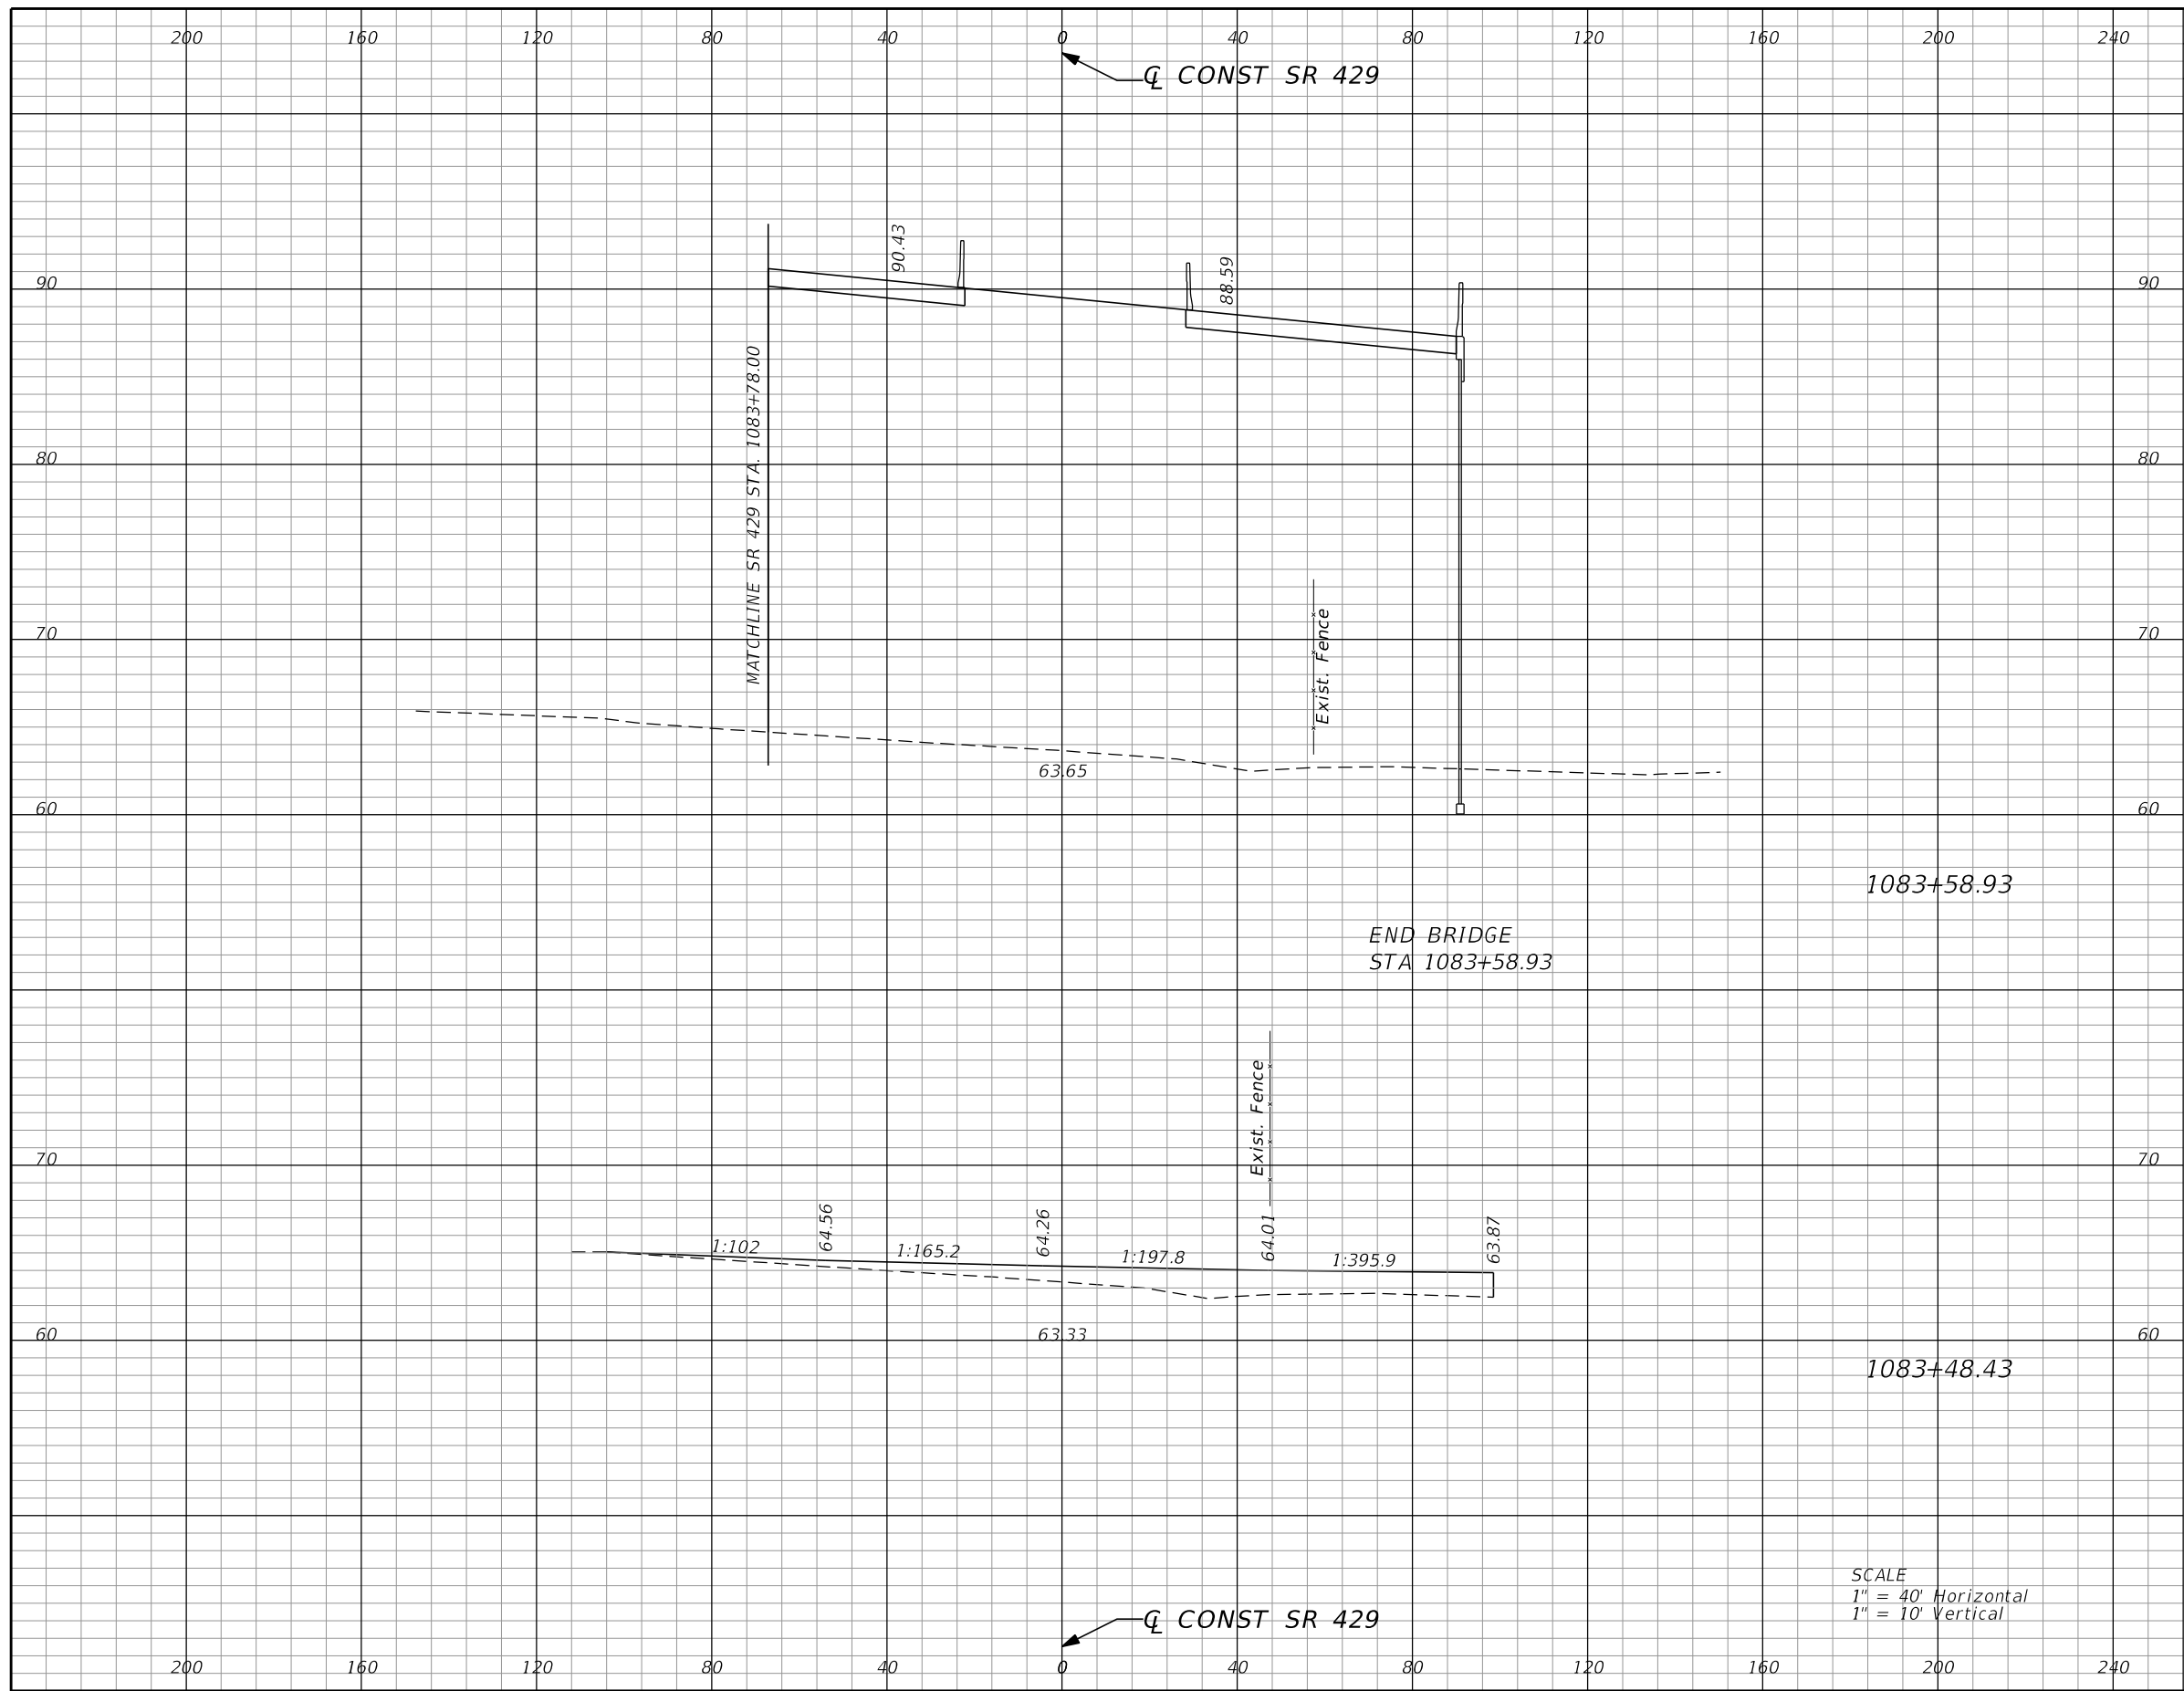 200 160 120 80 40 0 40 80 120 160 200 240
℄ CONST SR 429
90.43
88.59
90 90
MATCHLINE SR 429 STA. 1083+78.00
80 80
Exist. Fence
70 70
63.65
60 60
1083+58.93
END BRIDGE
STA 1083+58.93
Exist. Fence
70 70
64.56
64.26
64.01
63.87
1:102
1:165.2
1:197.8
1:395.9
63.33
60 60
1083+48.43
SCALE
1" = 40' Horizontal
1" = 10' Vertical
℄ CONST SR 429
200 160 120 80 40 0 40 80 120 160 200 240